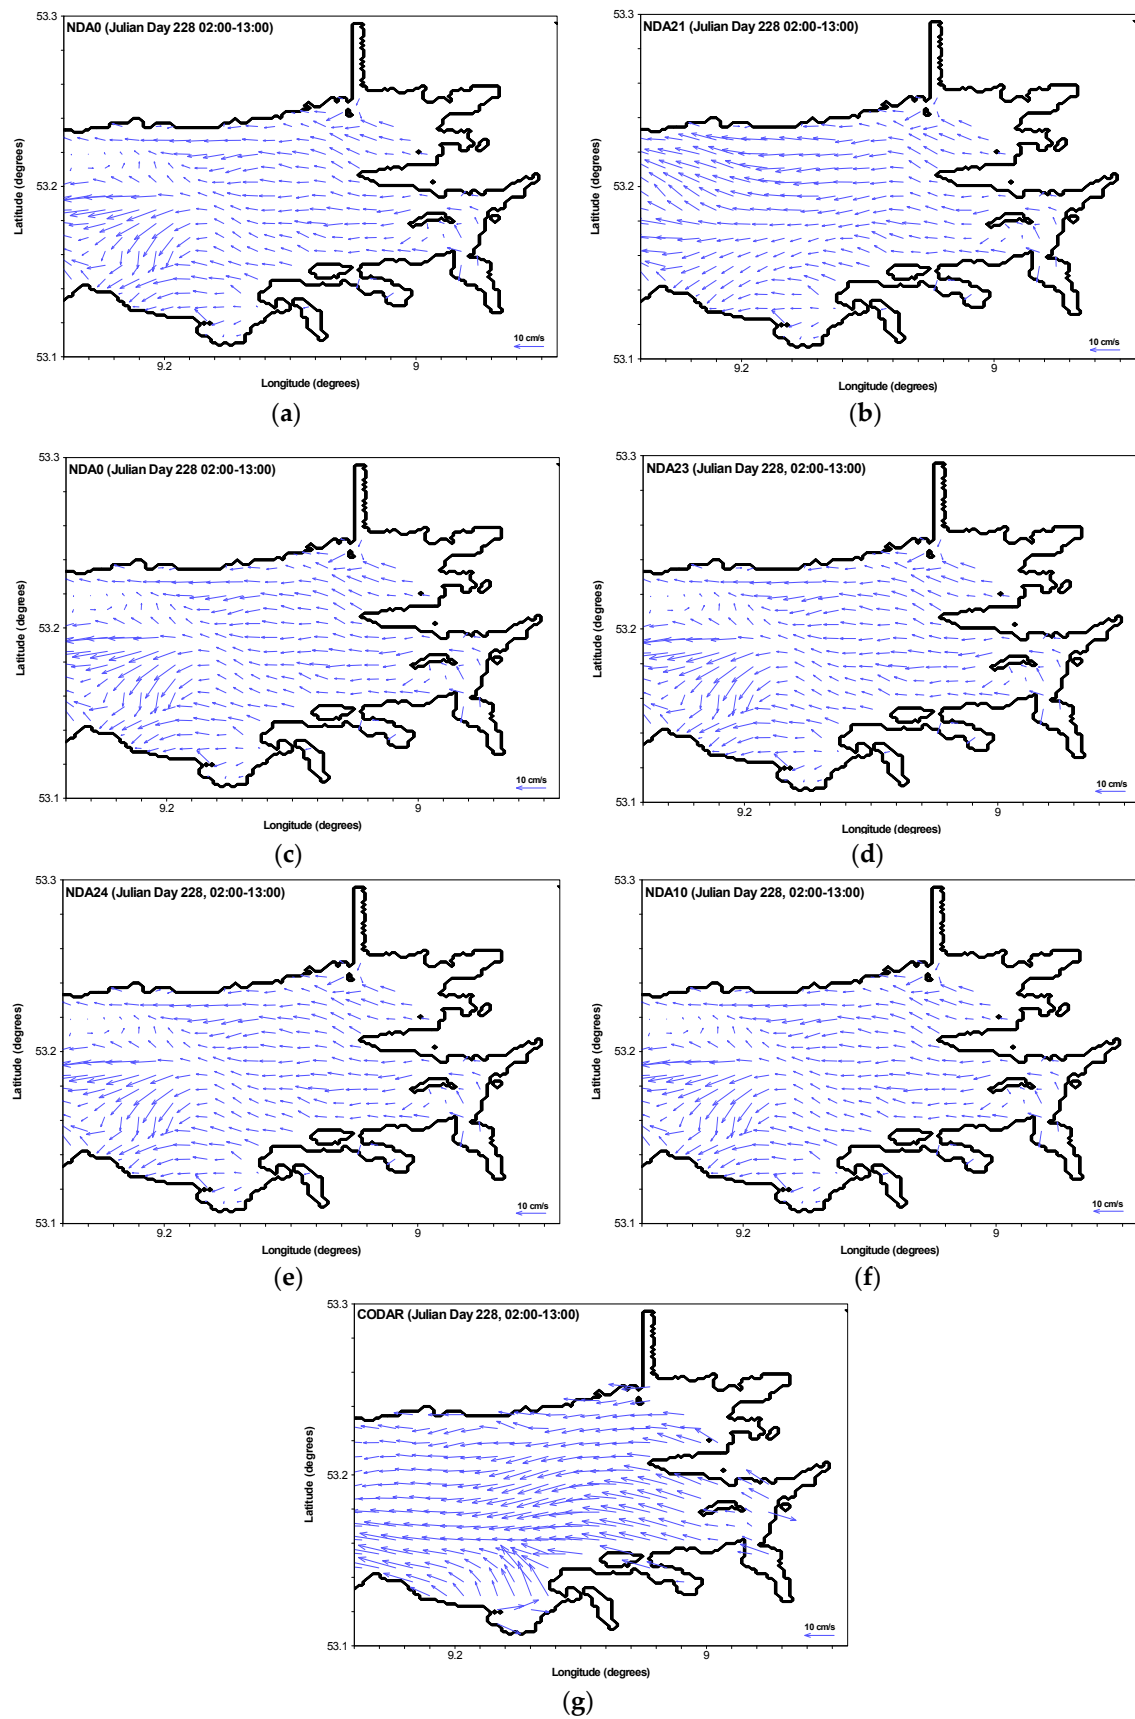 53.3
NDA0 (Julian Day 228 02:00-13:00)
Latitude (degrees)
53.2
53.1
10 cm/s
9.2
9
Longitude (degrees)
(a)
53.3
NDA21 (Julian Day 228 02:00-13:00)
Latitude (degrees)
53.2
53.1
10 cm/s
9.2
9
Longitude (degrees)
(b)
53.3
NDA0 (Julian Day 228 02:00-13:00)
Latitude (degrees)
53.2
53.1
10 cm/s
9.2
9
Longitude (degrees)
(c)
53.3
NDA23 (Julian Day 228, 02:00-13:00)
Latitude (degrees)
53.2
53.1
10 cm/s
9.2
9
Longitude (degrees)
(d)
53.3
NDA24 (Julian Day 228, 02:00-13:00)
Latitude (degrees)
53.2
53.1
10 cm/s
9.2
9
Longitude (degrees)
(e)
53.3
NDA10 (Julian Day 228, 02:00-13:00)
Latitude (degrees)
53.2
53.1
10 cm/s
9.2
9
Longitude (degrees)
(f)
53.3
CODAR (Julian Day 228, 02:00-13:00)
Latitude (degrees)
53.2
53.1
10 cm/s
9.2
9
Longitude (degrees)
(g)